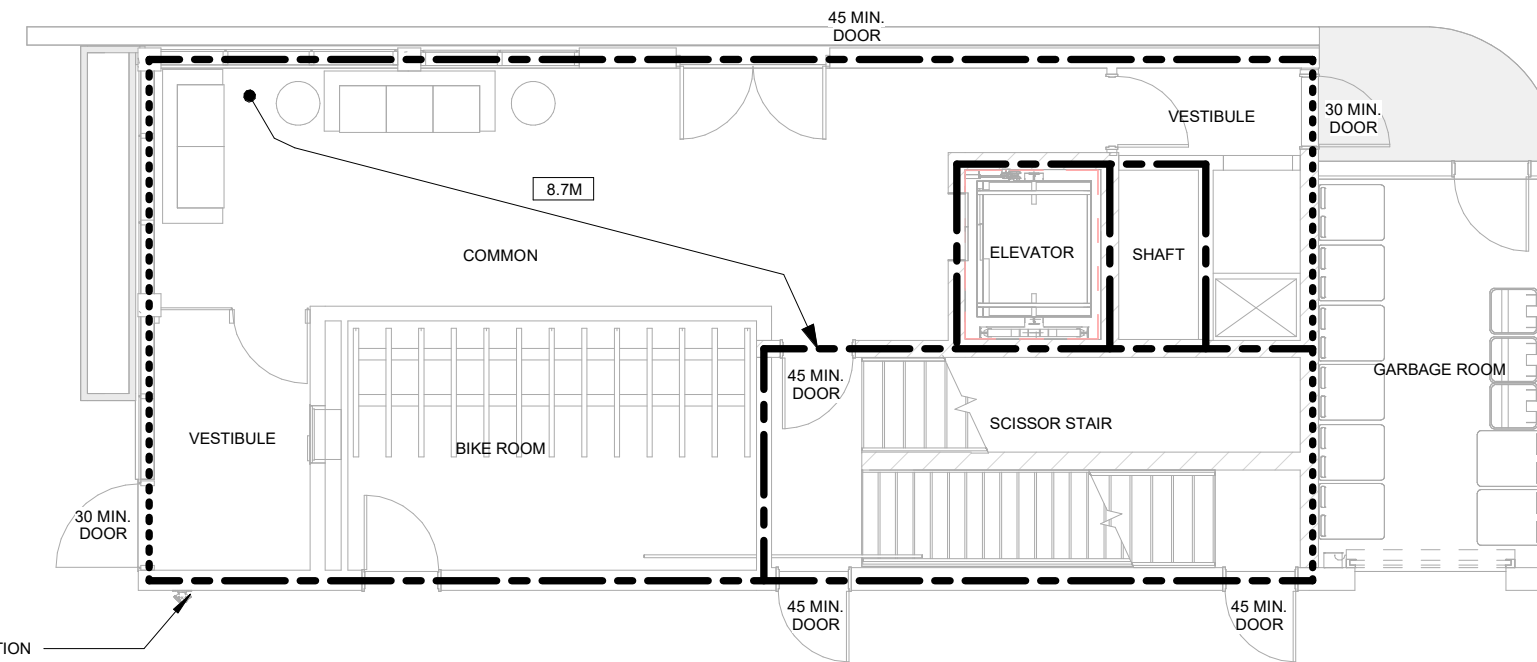 45 MIN.
DOOR
VESTIBULE
30 MIN.
DOOR
8.7M
COMMON
ELEVATOR
SHAFT
GARBAGE ROOM
45 MIN.
DOOR
SCISSOR STAIR
VESTIBULE
BIKE ROOM
30 MIN.
DOOR
45 MIN.
DOOR
45 MIN.
DOOR